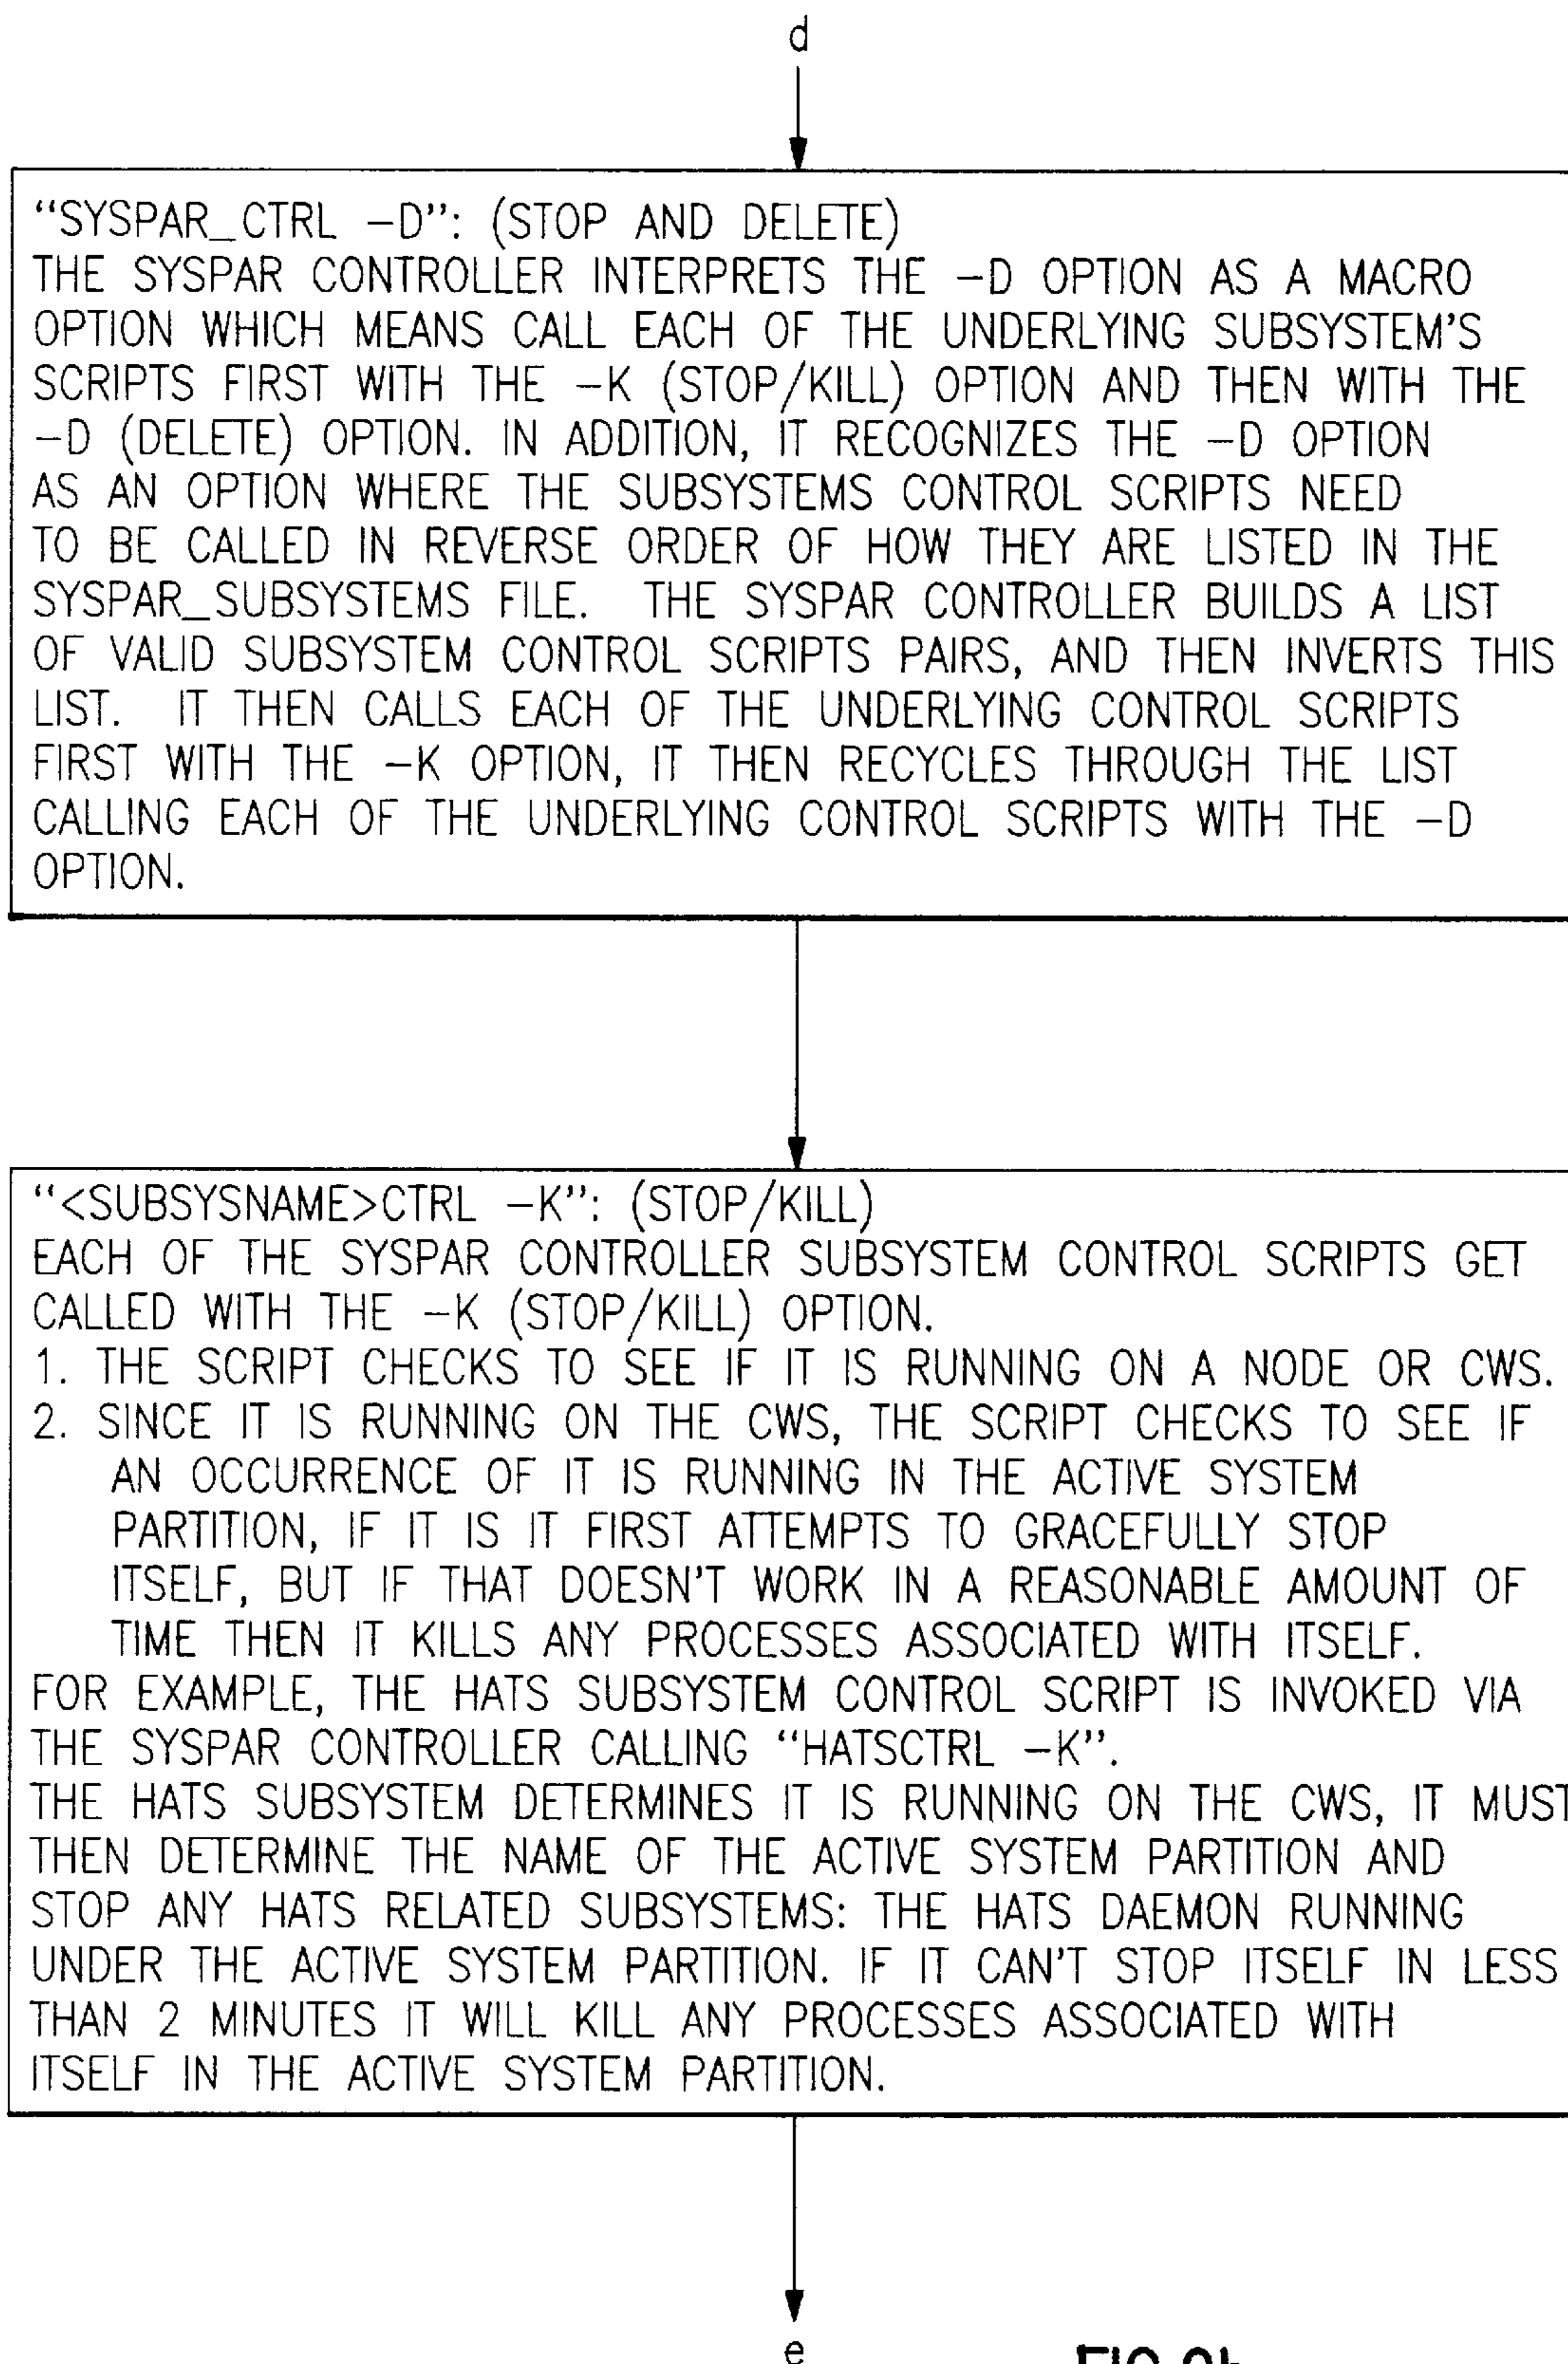 d
“SYSPAR_CTRL –D”: (STOP AND DELETE)
THE SYSPAR CONTROLLER INTERPRETS THE –D OPTION AS A MACRO
OPTION WHICH MEANS CALL EACH OF THE UNDERLYING SUBSYSTEM'S
SCRIPTS FIRST WITH THE –K (STOP/KILL) OPTION AND THEN WITH THE
–D (DELETE) OPTION. IN ADDITION, IT RECOGNIZES THE –D OPTION
AS AN OPTION WHERE THE SUBSYSTEMS CONTROL SCRIPTS NEED
TO BE CALLED IN REVERSE ORDER OF HOW THEY ARE LISTED IN THE
SYSPAR_SUBSYSTEMS FILE. THE SYSPAR CONTROLLER BUILDS A LIST
OF VALID SUBSYSTEM CONTROL SCRIPTS PAIRS, AND THEN INVERTS THIS
LIST. IT THEN CALLS EACH OF THE UNDERLYING CONTROL SCRIPTS
FIRST WITH THE –K OPTION, IT THEN RECYCLES THROUGH THE LIST
CALLING EACH OF THE UNDERLYING CONTROL SCRIPTS WITH THE –D
OPTION.
“<SUBSYSNAME>CTRL –K”: (STOP/KILL)
EACH OF THE SYSPAR CONTROLLER SUBSYSTEM CONTROL SCRIPTS GET
CALLED WITH THE –K (STOP/KILL) OPTION.
1. THE SCRIPT CHECKS TO SEE IF IT IS RUNNING ON A NODE OR CWS.
2. SINCE IT IS RUNNING ON THE CWS, THE SCRIPT CHECKS TO SEE IF
AN OCCURRENCE OF IT IS RUNNING IN THE ACTIVE SYSTEM
PARTITION, IF IT IS IT FIRST ATTEMPTS TO GRACEFULLY STOP
ITSELF, BUT IF THAT DOESN'T WORK IN A REASONABLE AMOUNT OF
TIME THEN IT KILLS ANY PROCESSES ASSOCIATED WITH ITSELF.
FOR EXAMPLE, THE HATS SUBSYSTEM CONTROL SCRIPT IS INVOKED VIA
THE SYSPAR CONTROLLER CALLING “HATSCTRL –K”.
THE HATS SUBSYSTEM DETERMINES IT IS RUNNING ON THE CWS, IT MUST
THEN DETERMINE THE NAME OF THE ACTIVE SYSTEM PARTITION AND
STOP ANY HATS RELATED SUBSYSTEMS: THE HATS DAEMON RUNNING
UNDER THE ACTIVE SYSTEM PARTITION. IF IT CAN'T STOP ITSELF IN LESS
THAN 2 MINUTES IT WILL KILL ANY PROCESSES ASSOCIATED WITH
ITSELF IN THE ACTIVE SYSTEM PARTITION.
e